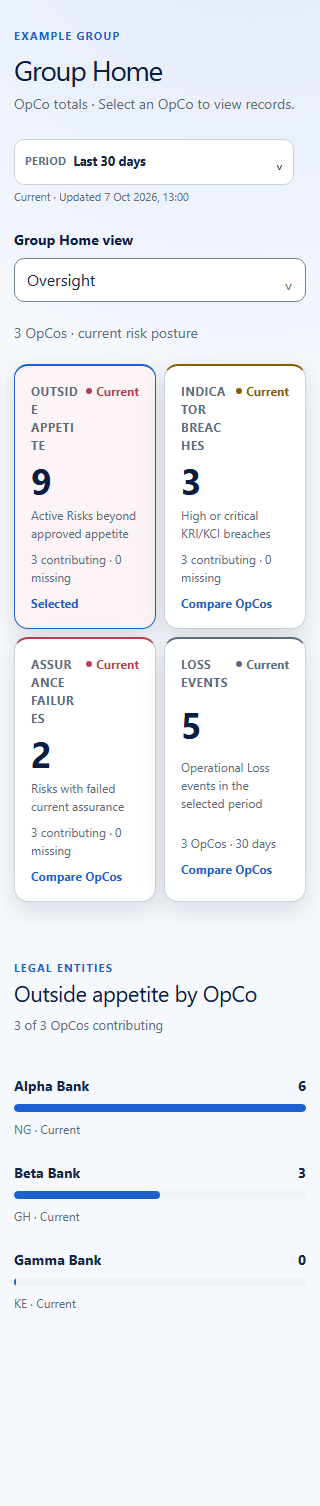 EXAMPLE GROUP
Group Home
OpCo totals · Select an OpCo to view records.
PERIOD Last 30 days
Current · Updated 7 Oct 2026, 13:00
Group Home view
Oversight
3 OpCos · current risk posture
OUTSID
E
APPETI
TE
Current
9
Active Risks beyond
approved appetite
3 contributing · 0
missing
Selected
INDICA
TOR
BREAC
HES
Current
3
High or critical
KRI/KCI breaches
3 contributing · 0
missing
Compare OpCos
ASSUR
ANCE
FAILUR
ES
Current
2
Risks with failed
current assurance
3 contributing · 0
missing
Compare OpCos
LOSS
EVENTS
Current
5
Operational Loss
events in the
selected period
3 OpCos · 30 days
Compare OpCos
LEGAL ENTITIES
Outside appetite by OpCo
3 of 3 OpCos contributing
Alpha Bank 6
NG · Current
Beta Bank 3
GH · Current
Gamma Bank 0
KE · Current